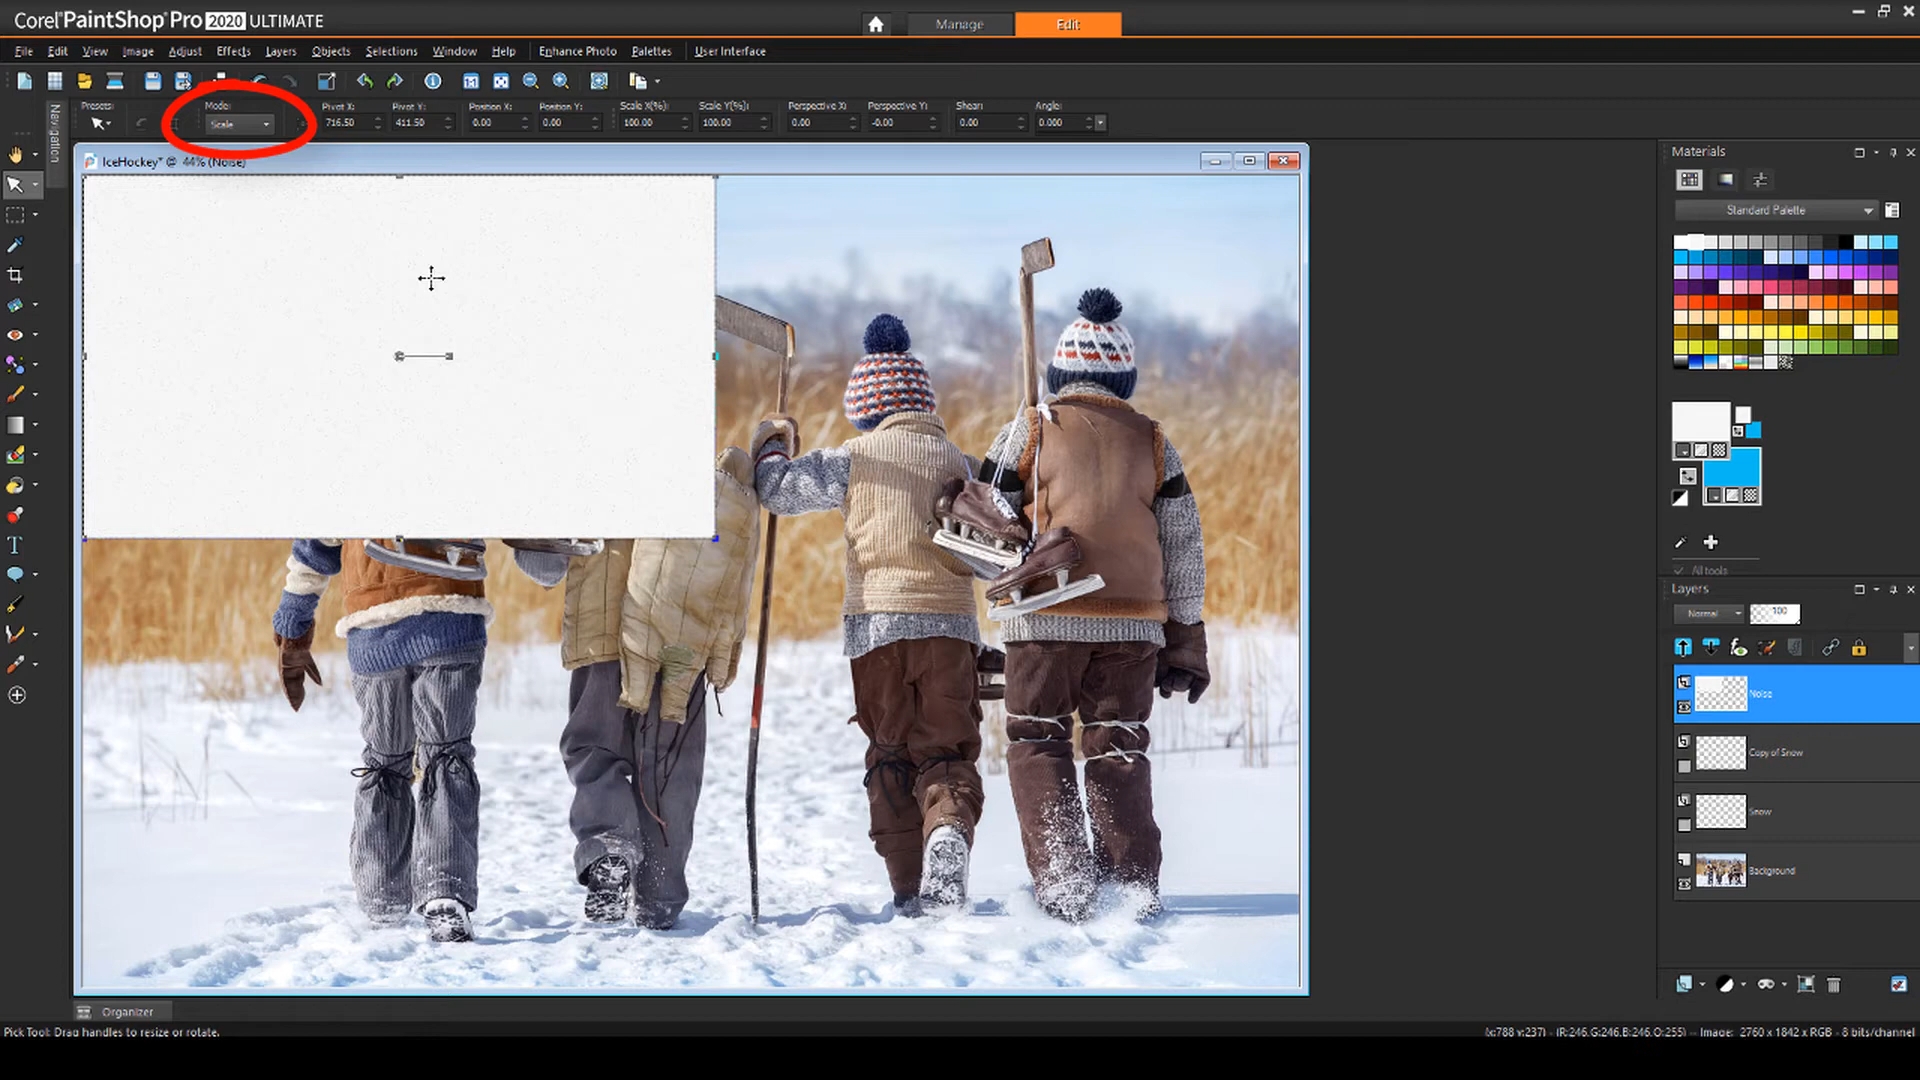 Corel PaintShop Pro 2020 ULTIMATE
Manage
Edit
File Edit View Image Adjust Effects Layers Objects Selections Window Help Enhance Photo Palettes User Interface
Presets: Mode: Pivot X: Pivot Y: Position X: Position Y: Scale X(%): Scale Y(%): Perspective X: Perspective Y: Shear: Angle:
Scale 716.50 411.50 0.00 0.00 100.00 100.00 0.00 -0.00 0.00 0.000
Navigation
IceHockey* @ 44% (Noise)
Materials
Standard Palette
All tools
Layers
Normal 100
Noise
Copy of Snow
Snow
Background
Organizer
Pick Tool: Drag handles to resize or rotate.
(x:788 y:237) - (R:246,G:246,B:246,O:255) -- Image: 2760 x 1842 x RGB - 8 bits/channel